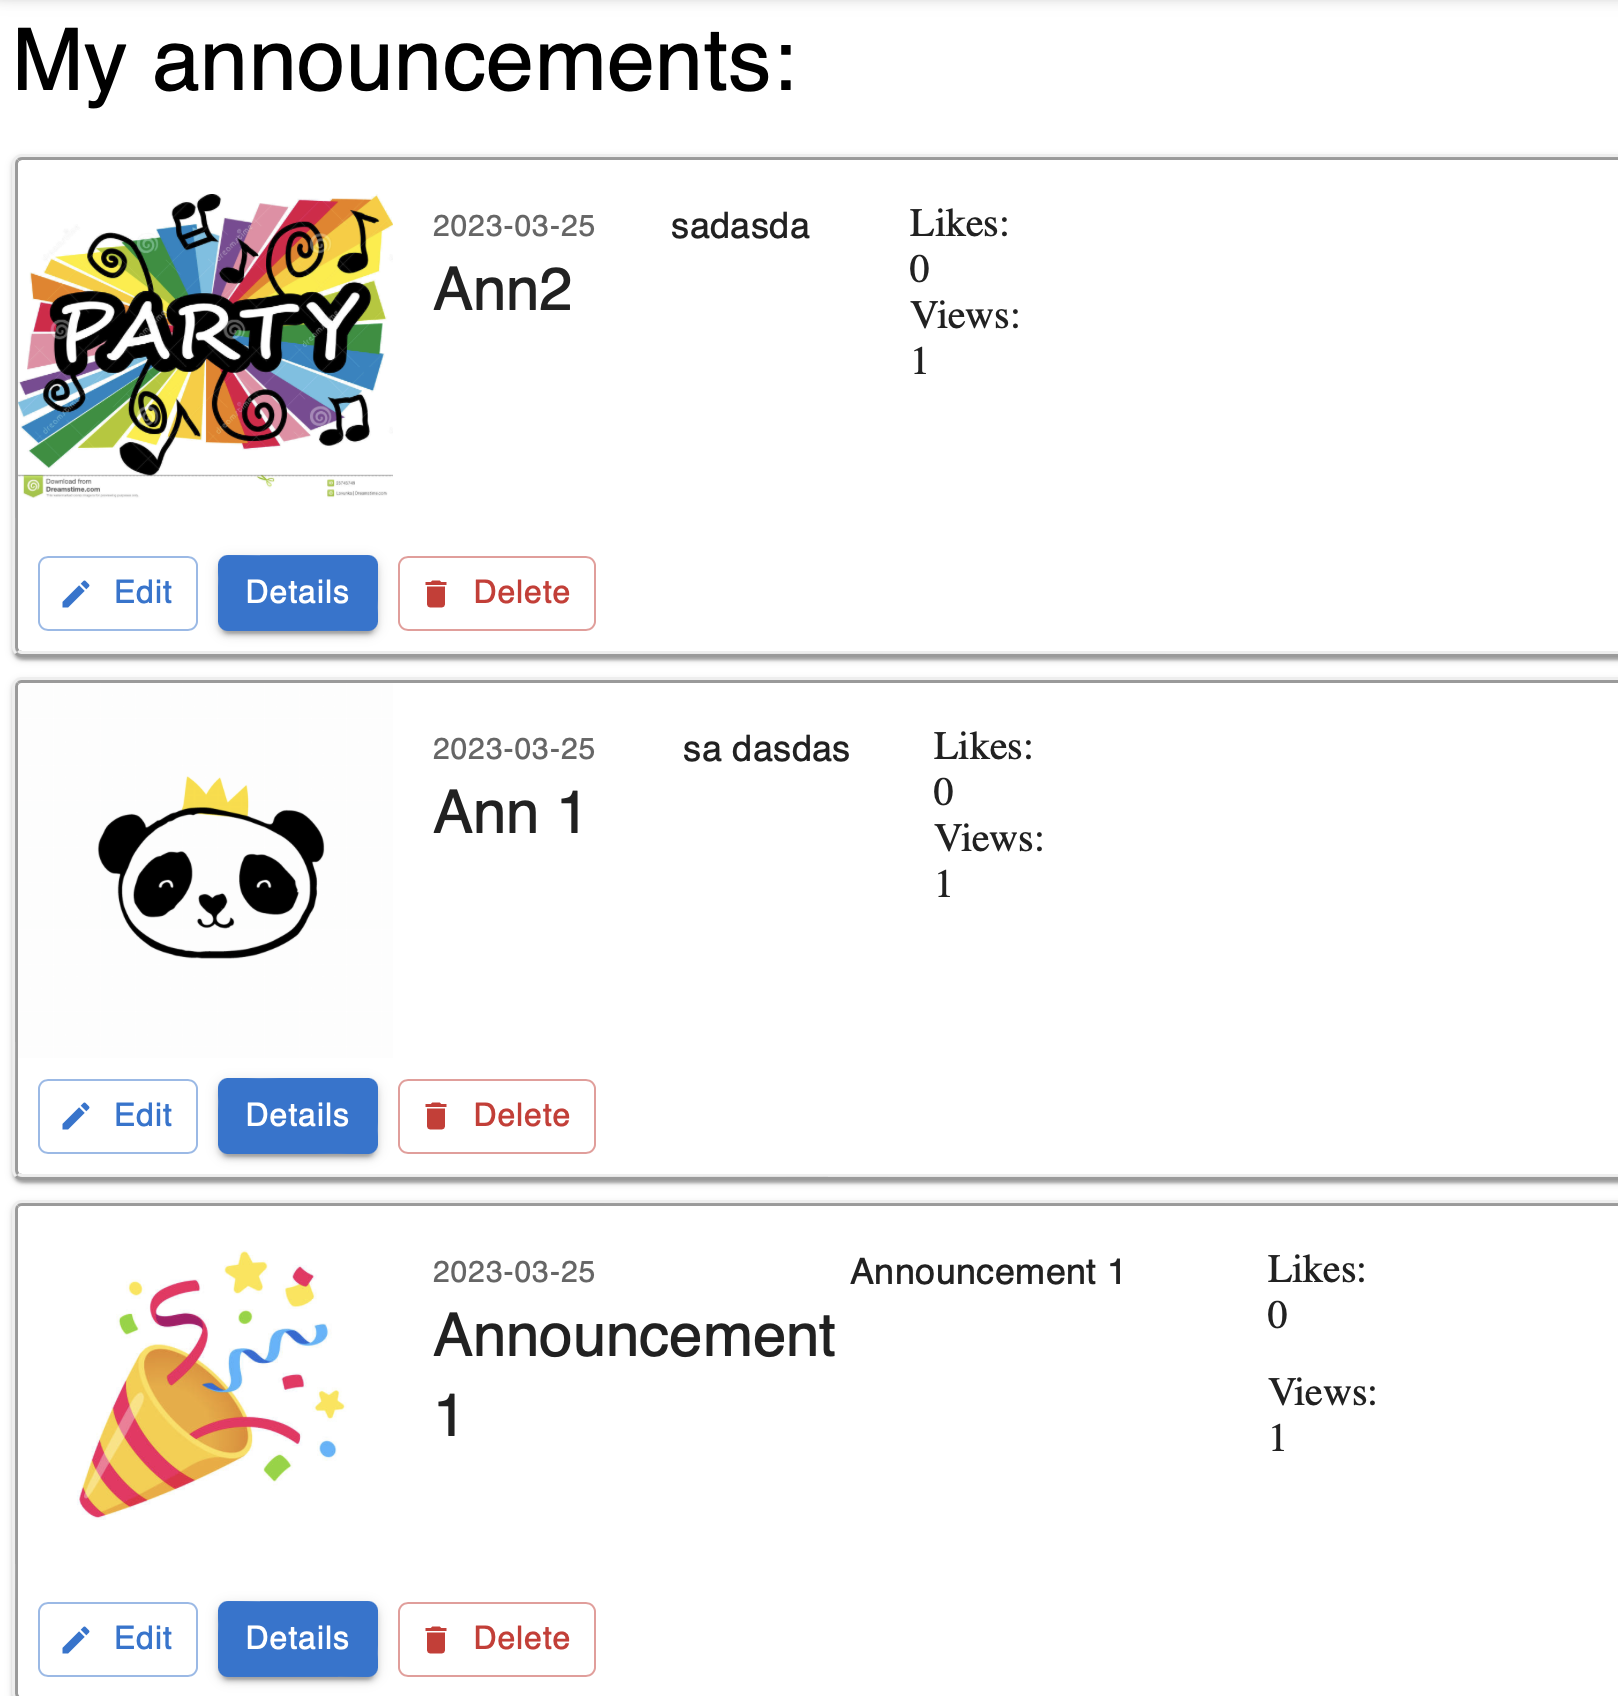 My announcements:
PARTY
Download from
Dreamstime.com
2023-03-25
Ann2
sadasda
Likes:
0
Views:
1
Edit
Details
Delete
2023-03-25
Ann 1
sa dasdas
Likes:
0
Views:
1
Edit
Details
Delete
2023-03-25
Announcement
1
Announcement 1
Likes:
0
Views:
1
Edit
Details
Delete